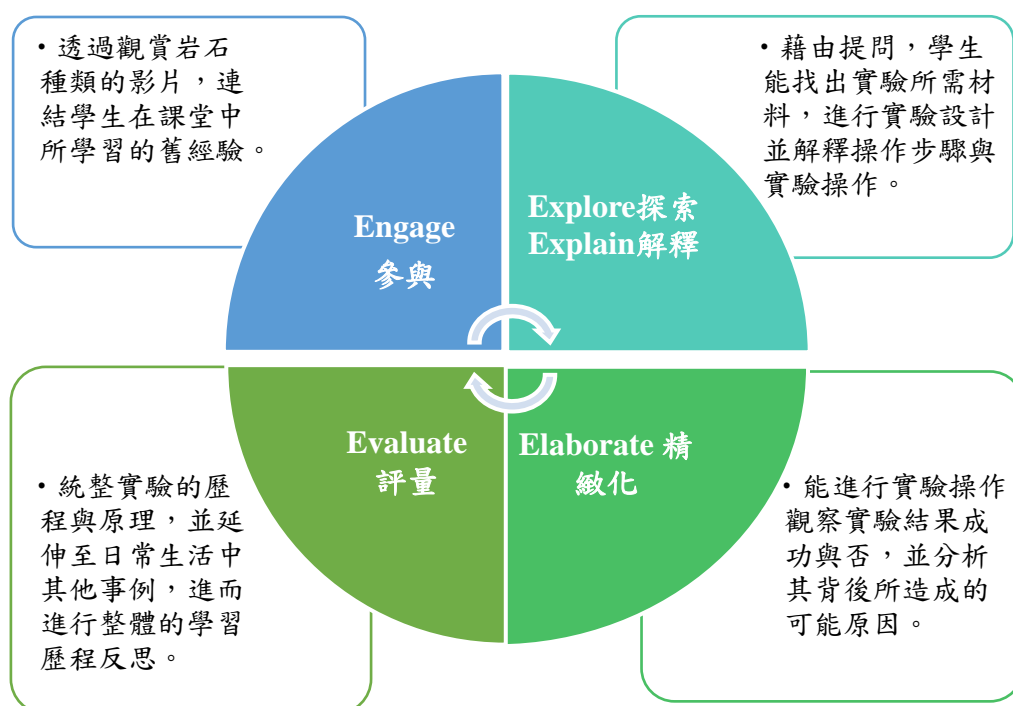 • 透過觀賞岩石
種類的影片，連
結學生在課堂中
所學習的舊經驗。
• 藉由提問，學生
能找出實驗所需材
料，進行實驗設計
並解釋操作步驟與
實驗操作。
Engage
參與
Explore探索
Explain解釋
Evaluate
評量
Elaborate 精
緻化
• 統整實驗的歷
程與原理，並延
伸至日常生活中
其他事例，進而
進行整體的學習
歷程反思。
• 能進行實驗操作
觀察實驗結果成
功與否，並分析
其背後所造成的
可能原因。